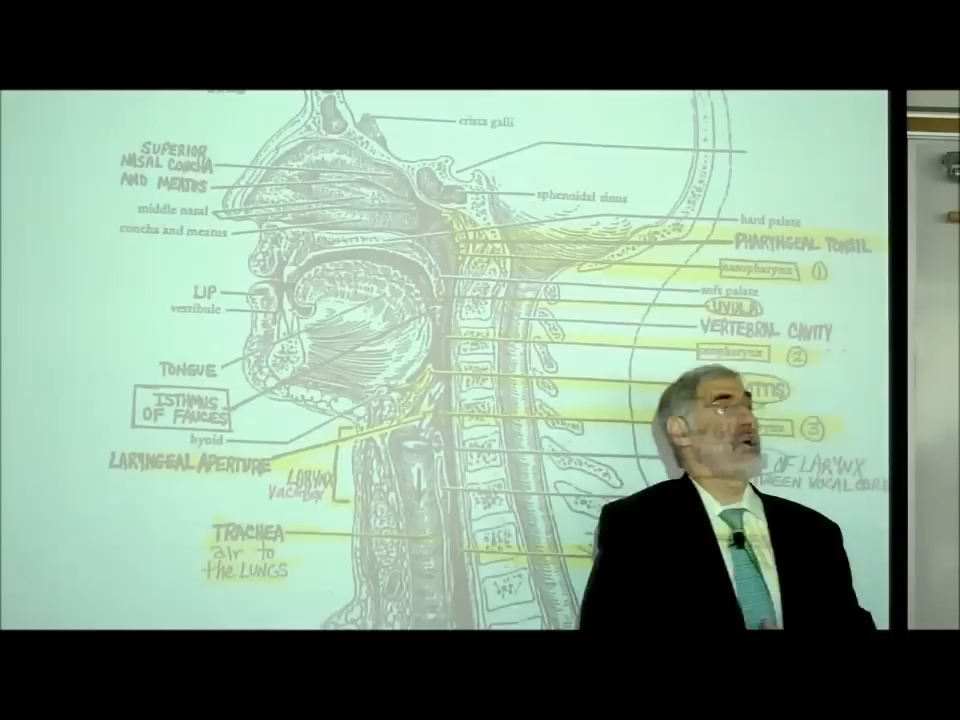 crista galli
SUPERIOR
NASAL CONCHA
AND MEATUS
sphenoidal sinus
middle nasal
concha and meatus
hard palate
PHARYNGEAL TONSIL
nasopharynx 1
LIP
vestibule
soft palate
UVULA
VERTEBRAL CAVITY
oropharynx 2
TONGUE
ISTHMUS
OF FAUCES
hyoid
3
LARYNGEAL APERTURE
LARYNX
Voicebox
OF LARYNX
VOCAL
TRACHEA
air to
the LUNGS